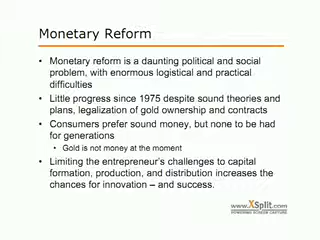 Monetary Reform
• Monetary reform is a daunting political and social
problem, with enormous logistical and practical
difficulties
• Little progress since 1975 despite sound theories and
plans, legalization of gold ownership and contracts
• Consumers prefer sound money, but none to be had
for generations
• Gold is not money at the moment
• Limiting the entrepreneur's challenges to capital
formation, production, and distribution increases the
chances for innovation – and success.
www.XSplit.com